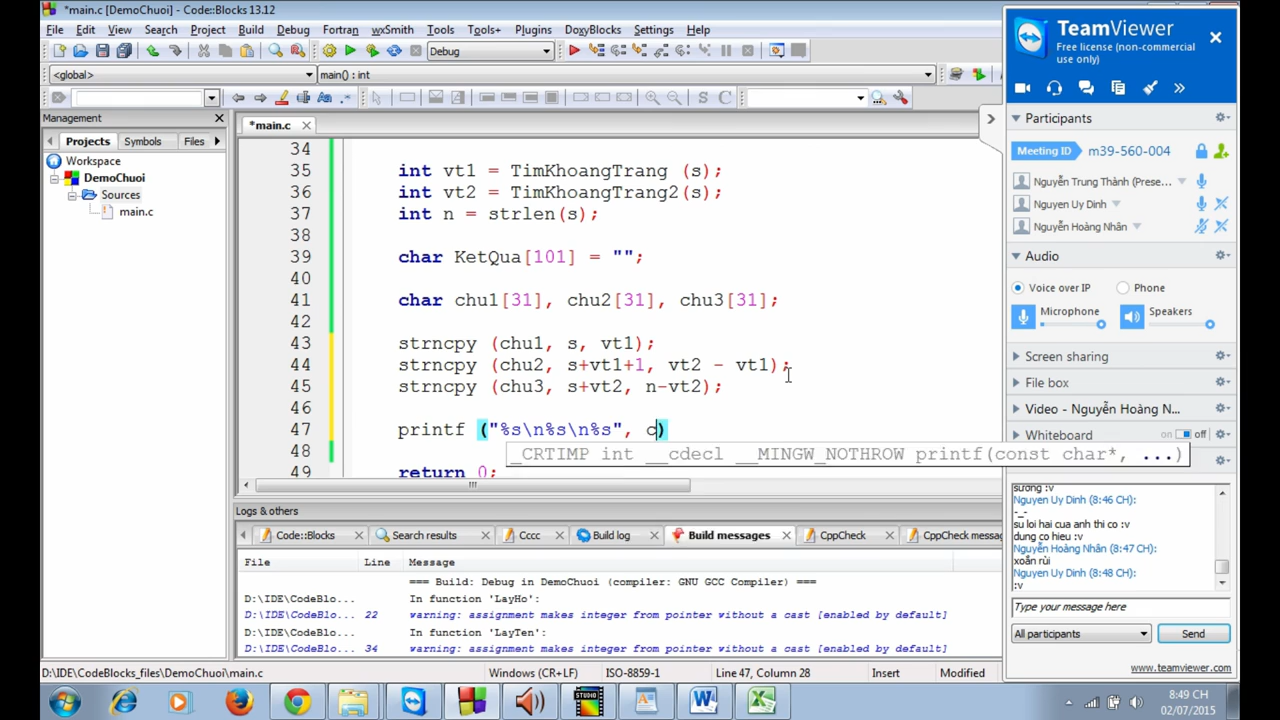 *main.c [DemoChuoi] - Code::Blocks 13.12
File Edit View Search Project Build Debug Fortran wxSmith Tools Tools+ Plugins DoxyBlocks Settings Help
Debug
<global> main() : int
Management
Projects Symbols Files
Workspace
DemoChuoi
Sources
main.c
*main.c
34
35 int vt1 = TimKhoangTrang (s);
36 int vt2 = TimKhoangTrang2(s);
37 int n = strlen(s);
38
39 char KetQua[101] = "";
40
41 char chu1[31], chu2[31], chu3[31];
42
43 strncpy (chu1, s, vt1);
44 strncpy (chu2, s+vt1+1, vt2 - vt1);
45 strncpy (chu3, s+vt2, n-vt2);
46
47 printf ("%s\n%s\n%s", c)
48 _CRTIMP int __cdecl __MINGW_NOTHROW printf(const char*, ...)
49 return 0;
Logs & others
Code::Blocks Search results Cccc Build log Build messages CppCheck CppCheck messag
File Line Message
=== Build: Debug in DemoChuoi (compiler: GNU GCC Compiler) ===
D:\IDE\CodeBlo... In function 'LayHo':
D:\IDE\CodeBlo... 22 warning: assignment makes integer from pointer without a cast [enabled by default]
D:\IDE\CodeBlo... In function 'LayTen':
D:\IDE\CodeBlo... 34 warning: assignment makes integer from pointer without a cast [enabled by default]
D:\IDE\CodeBlocks_files\DemoChuoi\main.c Windows (CR+LF) ISO-8859-1 Line 47, Column 28 Insert Modified
TeamViewer
Free license (non-commercial
use only)
Participants
Meeting ID m39-560-004
Nguyễn Trung Thành (Prese...
Nguyen Uy Dinh
Nguyễn Hoàng Nhân
Audio
Voice over IP Phone
Microphone Speakers
Screen sharing
File box
Video - Nguyễn Hoàng N...
Whiteboard on off
sương :v
Nguyen Uy Dinh (8:46 CH):
-_-
su loi hai cua anh thi co :v
dung co hieu :v
Nguyễn Hoàng Nhân (8:47 CH):
xoắn rùi
Nguyen Uy Dinh (8:48 CH):
:v
Type your message here
All participants Send
www.teamviewer.com
8:49 CH
02/07/2015